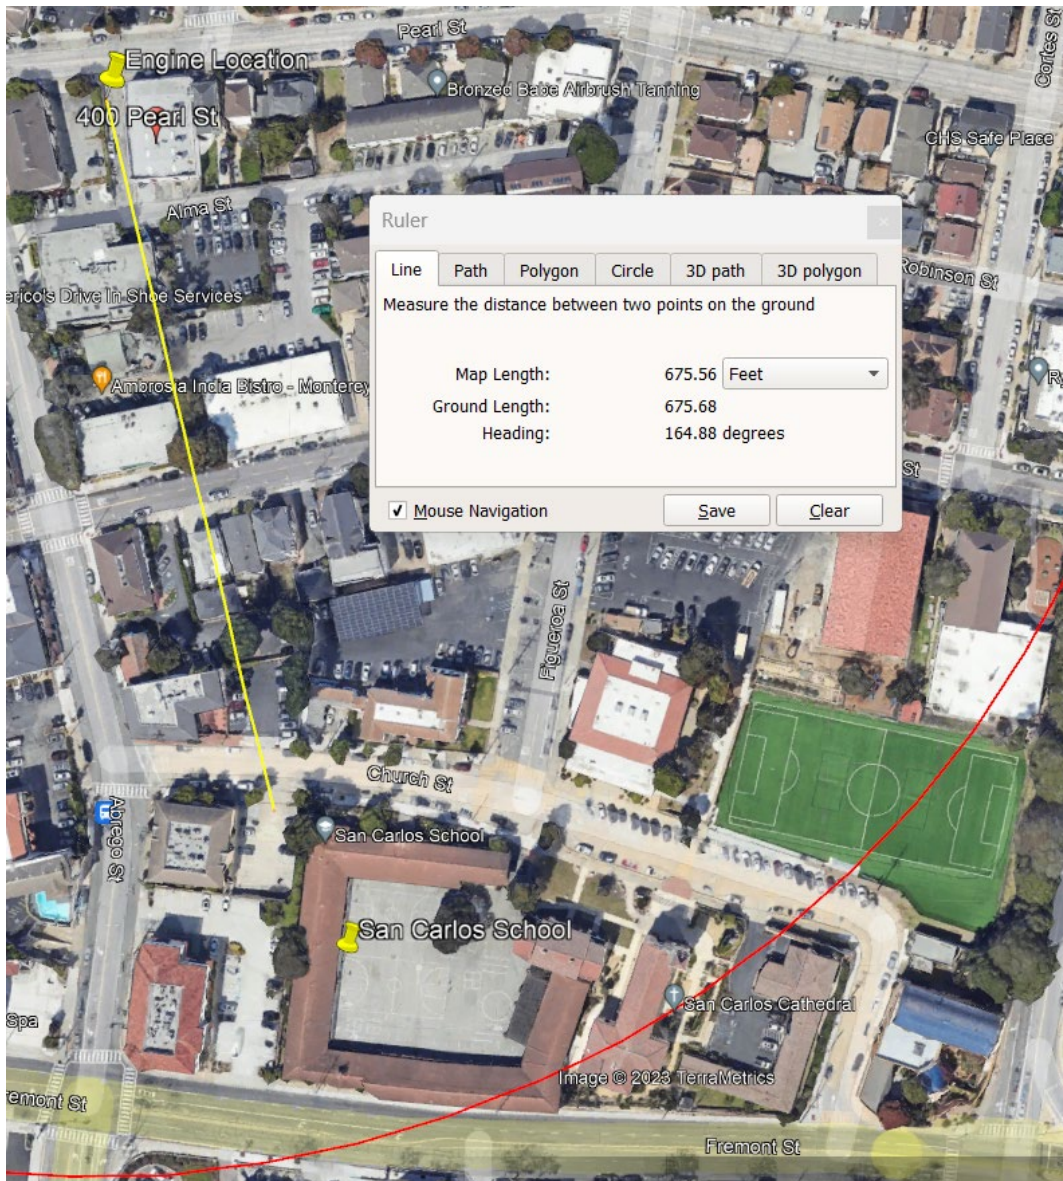 Pearl St
Cortes St
Engine Location
Bronzed Babe Airbrush Tanning
400 Pearl St
CHS Safe Place
Alma St
Ruler
Line Path Polygon Circle 3D path 3D polygon
Robinson St
erico's Drive In Shoe Services
Measure the distance between two points on the ground
Map Length: 675.56 Feet
Ambrosia India Bistro - Monterey
Ground Length: 675.68
Heading: 164.88 degrees
St
Mouse Navigation Save Clear
Figueroa St
Church St
Abrego St
San Carlos School
San Carlos School
San Carlos Cathedral
Spa
Image © 2023 TerraMetrics
remont St
Fremont St